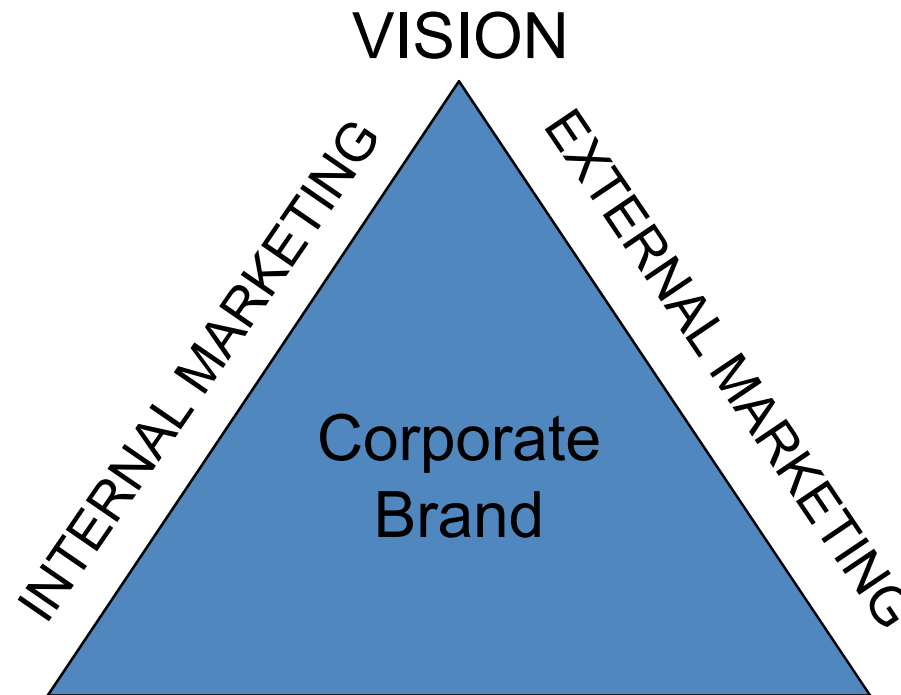 VISION
INTERNAL MARKETING
EXTERNAL MARKETING
Corporate
Brand